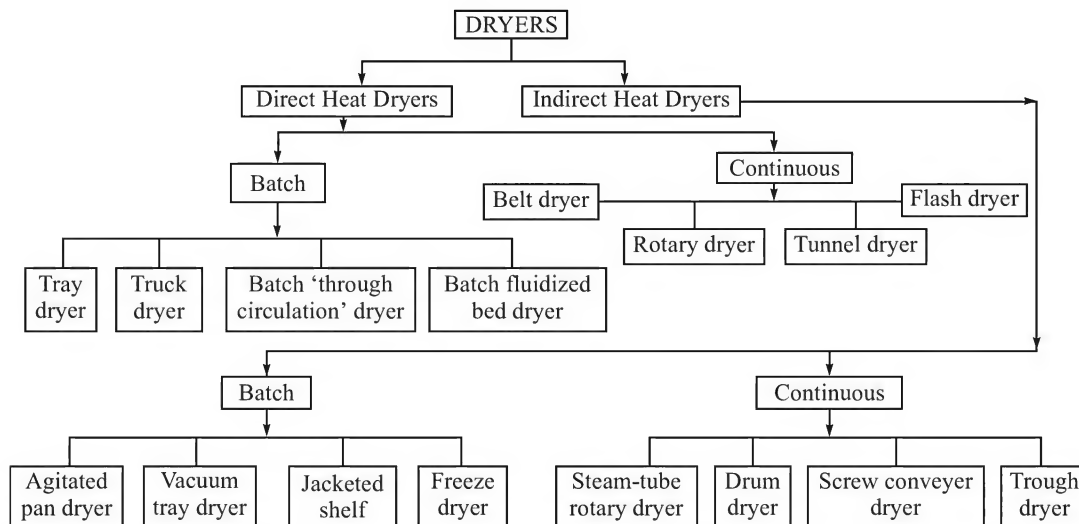 DRYERS
Direct Heat Dryers
Indirect Heat Dryers
Batch
Continuous
Belt dryer
Flash dryer
Rotary dryer
Tunnel dryer
Tray
dryer
Truck
dryer
Batch ‘through
circulation’ dryer
Batch fluidized
bed dryer
Batch
Continuous
Agitated
pan dryer
Vacuum
tray dryer
Jacketed
shelf
Freeze
dryer
Steam-tube
rotary dryer
Drum
dryer
Screw conveyer
dryer
Trough
dryer